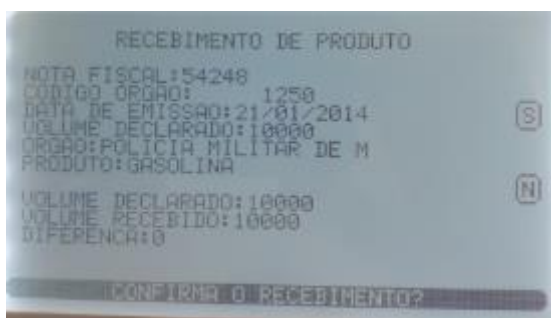 RECEBIMENTO DE PRODUTO
NOTA FISCAL:54248
CODIGO ORGAO: 1250
DATA DE EMISSAO:21/01/2014
VOLUME DECLARADO:10000
ORGAO:POLICIA MILITAR DE M
PRODUTO:GASOLINA
S
N
VOLUME DECLARADO:10000
VOLUME RECEBIDO:10000
DIFERENCA:0
CONFIRMA O RECEBIMENTO?